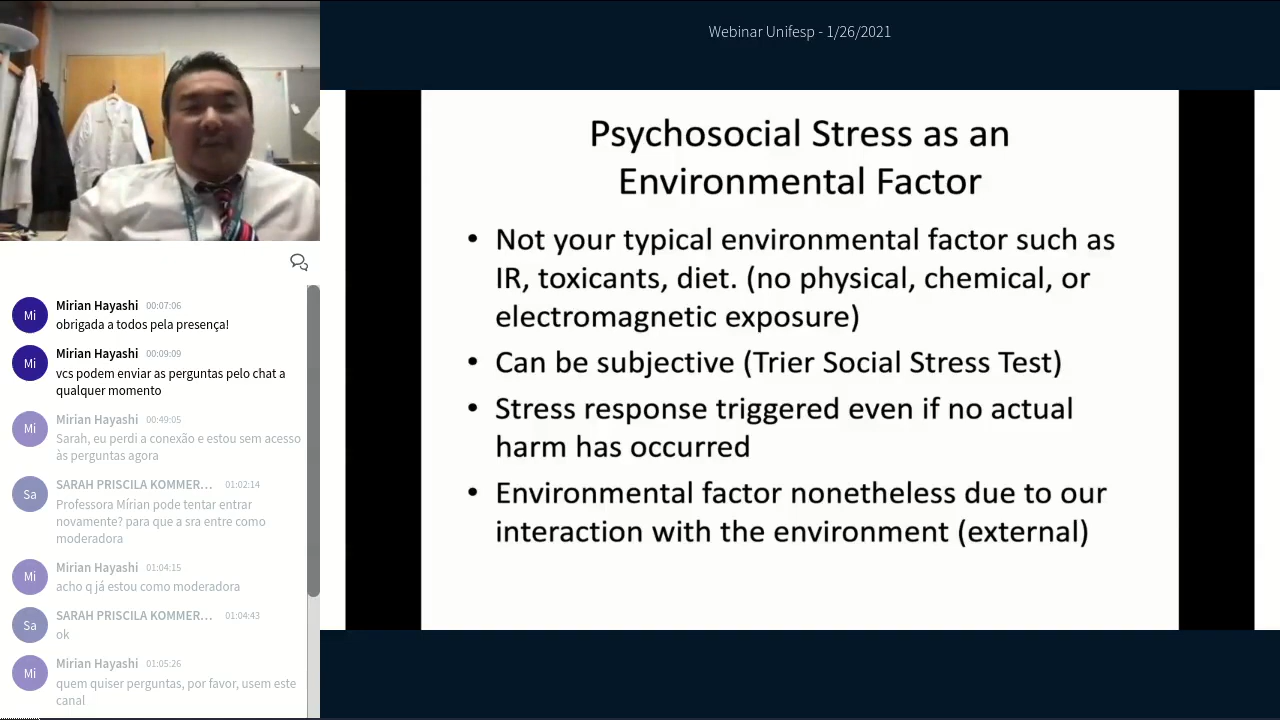 Webinar Unifesp - 1/26/2021
Psychosocial Stress as an
Environmental Factor
• Not your typical environmental factor such as
IR, toxicants, diet. (no physical, chemical, or
electromagnetic exposure)
• Can be subjective (Trier Social Stress Test)
• Stress response triggered even if no actual
harm has occurred
• Environmental factor nonetheless due to our
interaction with the environment (external)
Mi
Mirian Hayashi 00:07:06
obrigada a todos pela presença!
Mi
Mirian Hayashi 00:09:09
vcs podem enviar as perguntas pelo chat a
qualquer momento
Mi
Mirian Hayashi 00:49:05
Sarah, eu perdi a conexão e estou sem acesso
às perguntas agora
Sa
SARAH PRISCILA KOMMER... 01:02:14
Professora Mírian pode tentar entrar
novamente? para que a sra entre como
moderadora
Mi
Mirian Hayashi 01:04:15
acho q já estou como moderadora
Sa
SARAH PRISCILA KOMMER... 01:04:43
ok
Mi
Mirian Hayashi 01:05:26
quem quiser perguntas, por favor, usem este
canal